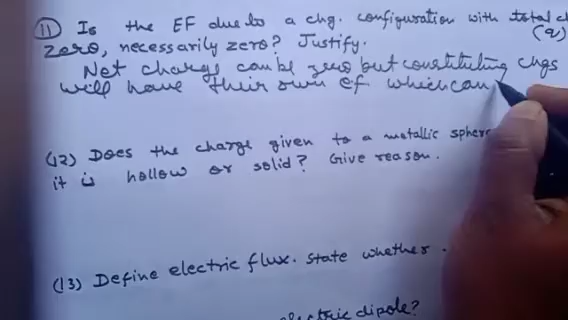 (11) Is the EF due to a chg. configuration with total
zero, necessarily zero? Justify. (2)
Net charge can be zero but constituting chgs
will have their own ef which can
(12) Does the charge given to a metallic sphere
it is hollow or solid? Give reason.
(13) Define electric flux. State whether
electric dipole?